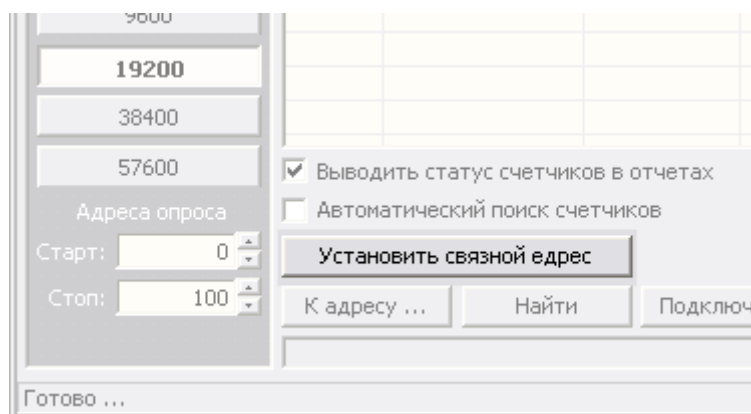 9600
19200
38400
57600
Адреса опроса
Старт: 0
Стоп: 100
Выводить статус счетчиков в отчетах
Автоматический поиск счетчиков
Установить связной едрес
К адресу ... Найти Подключ
Готово ...